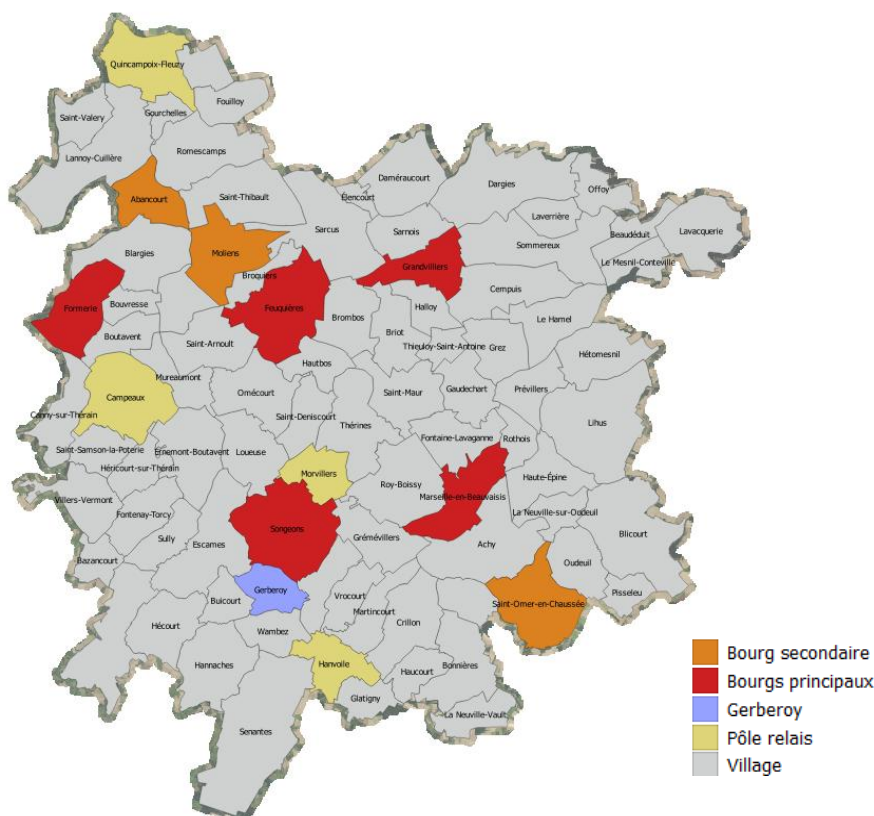 Quincampoix-Fleuzy
Fouilloy
Saint-Valery
Gourchelles
Romescamps
Lannoy-Cuillère
Daméraucourt
Dargies
Offoy
Abancourt
Saint-Thibault
Élencourt
Laverrière
Sarcus
Sarnois
Beaudéduit
Lavacquerie
Sommereux
Blargies
Moliens
Le Mesnil-Conteville
Grandvilliers
Broquiers
Cempuis
Formerie
Bouvresse
Feuquières
Halloy
Brombos
Le Hamel
Boutavent
Briot
Saint-Arnoult
Thieuloy-Saint-Antoine
Grez
Hétomesnil
Hautbos
Mureaumont
Omécourt
Saint-Maur
Gaudechart
Prévillers
Campeaux
Canny-sur-Thérain
Saint-Deniscourt
Lihus
Thérines
Fontaine-Lavaganne
Rothois
Saint-Samson-la-Poterie
Ernemont-Boutavent
Loueuse
Héricourt-sur-Thérain
Morvillers
Haute-Épine
Roy-Boissy
Villers-Vermont
Marseille-en-Beauvaisis
Fontenay-Torcy
La Neuville-sur-Oudeuil
Songeons
Sully
Grémévillers
Blicourt
Escames
Achy
Bazancourt
Oudeuil
Gerberoy
Pisseleu
Buicourt
Vrocourt
Saint-Omer-en-Chaussée
Martincourt
Hécourt
Crillon
Wambez
Hannaches
Hanvoile
Bonnières
Haucourt
Glatigny
La Neuville-Vault
Senantes
Bourg secondaire
Bourgs principaux
Gerberoy
Pôle relais
Village